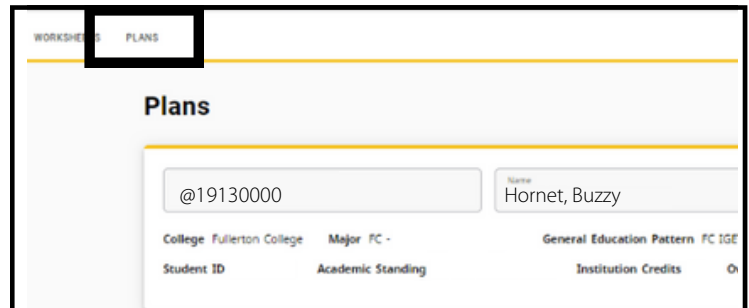 WORKSHEETS PLANS
Plans
@19130000
Name
Hornet, Buzzy
College Fullerton College Major FC - General Education Pattern FC IGE
Student ID Academic Standing Institution Credits